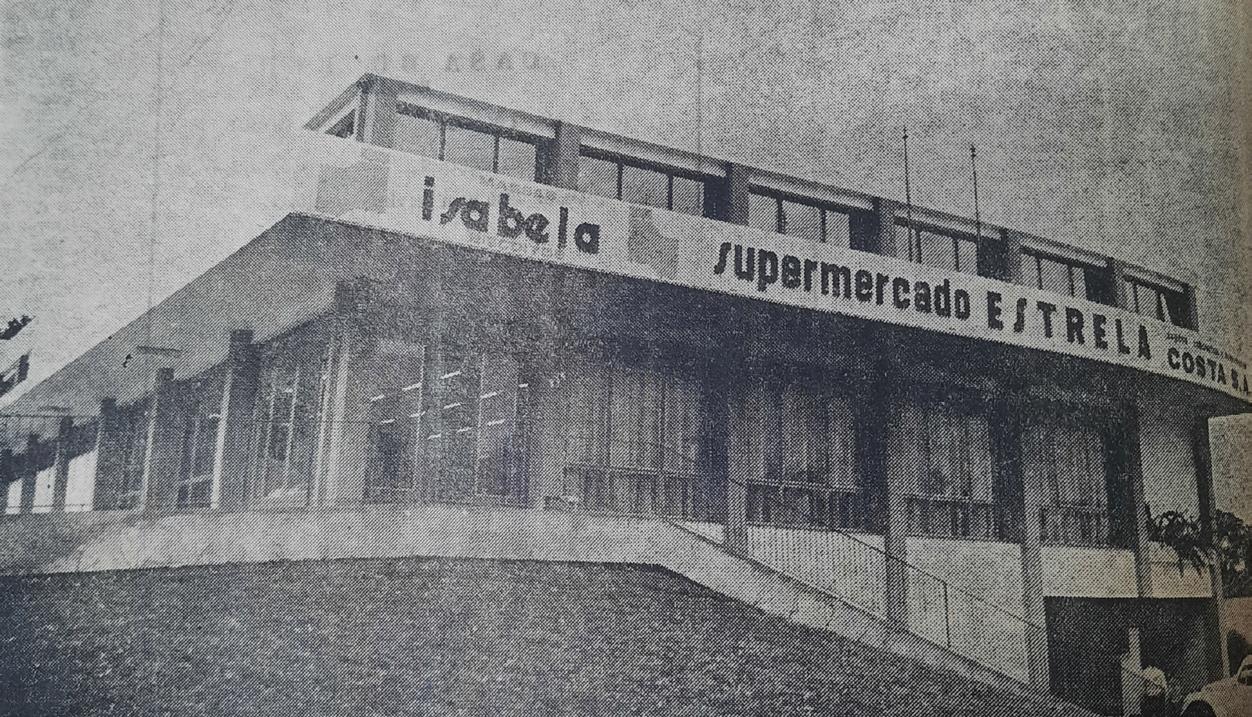 isabela
supermercado ESTRELA
COSTA S.A.